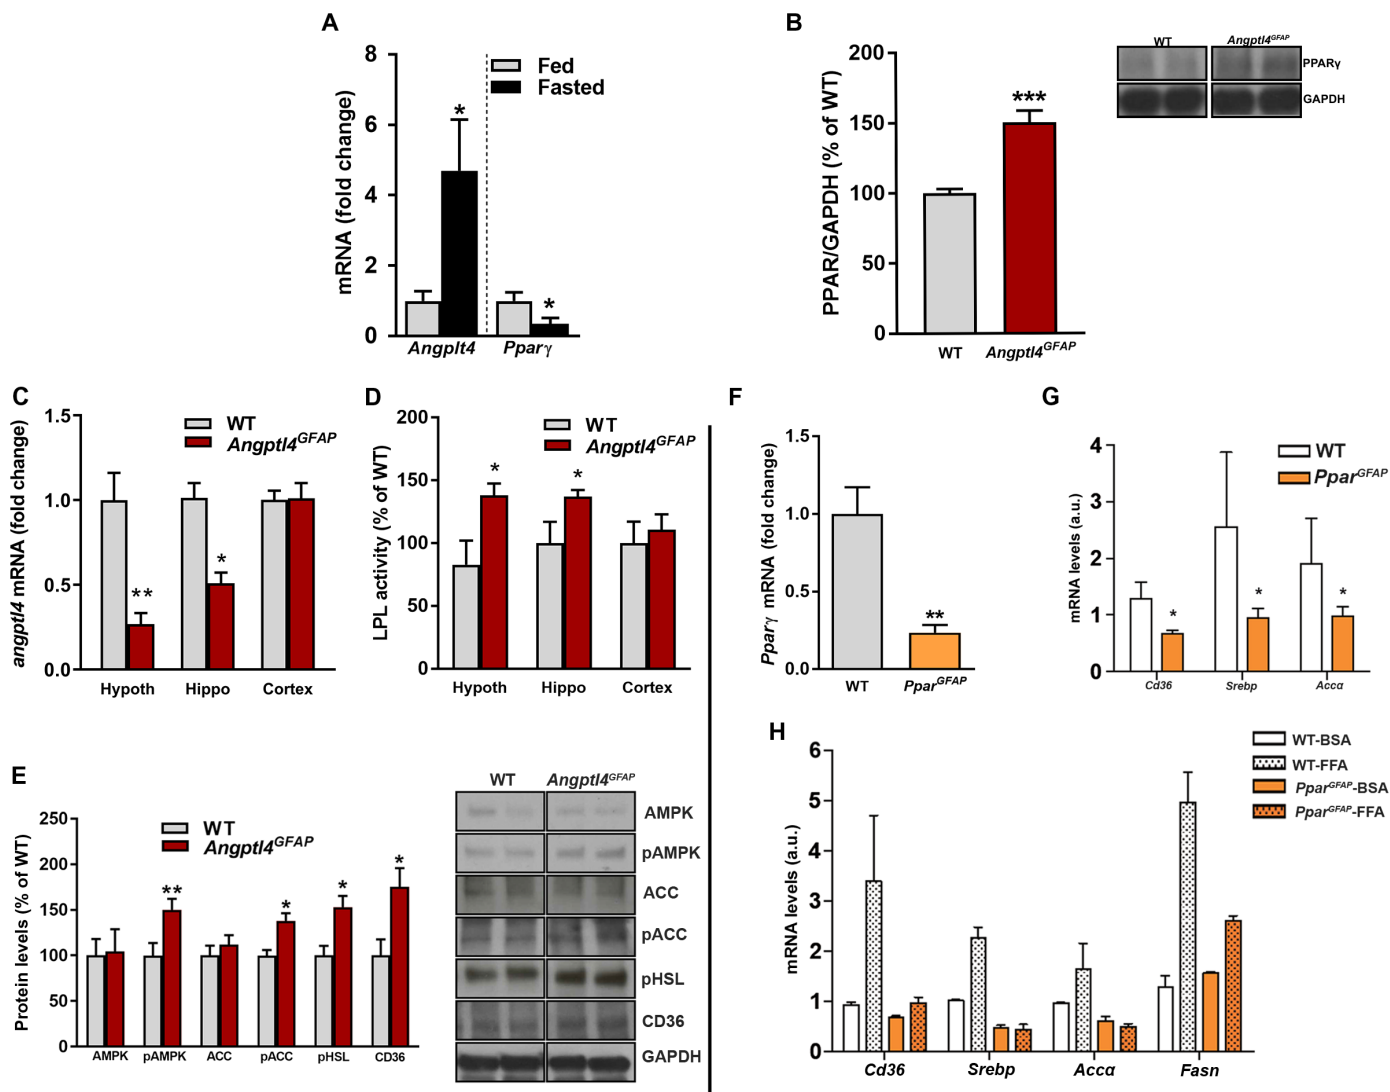 A
mRNA (fold change)
8
6
4
2
0
Fed
Fasted
*
*
Angplt4
Pparγ
B
PPAR/GAPDH (% of WT)
200
150
100
50
0
***
WT
Angptl4GFAP
WT
Angptl4GFAP
PPARγ
GAPDH
C
angptl4 mRNA (fold change)
1.5
1.0
0.5
0.0
WT
Angptl4GFAP
**
*
Hypoth
Hippo
Cortex
D
LPL activity (% of WT)
200
150
100
50
0
WT
Angptl4GFAP
*
*
Hypoth
Hippo
Cortex
F
Pparγ mRNA (fold change)
1.5
1.0
0.5
0.0
**
WT
PparGFAP
G
mRNA levels (a.u.)
4
3
2
1
0
WT
PparGFAP
*
*
*
Cd36
Srebp
Accα
E
Protein levels (% of WT)
250
200
150
100
50
0
WT
Angptl4GFAP
**
*
*
*
AMPK
pAMPK
ACC
pACC
pHSL
CD36
WT
Angptl4GFAP
AMPK
pAMPK
ACC
pACC
pHSL
CD36
GAPDH
H
mRNA levels (a.u.)
6
5
4
3
2
1
0
WT-BSA
WT-FFA
PparGFAP-BSA
PparGFAP-FFA
Cd36
Srebp
Accα
Fasn